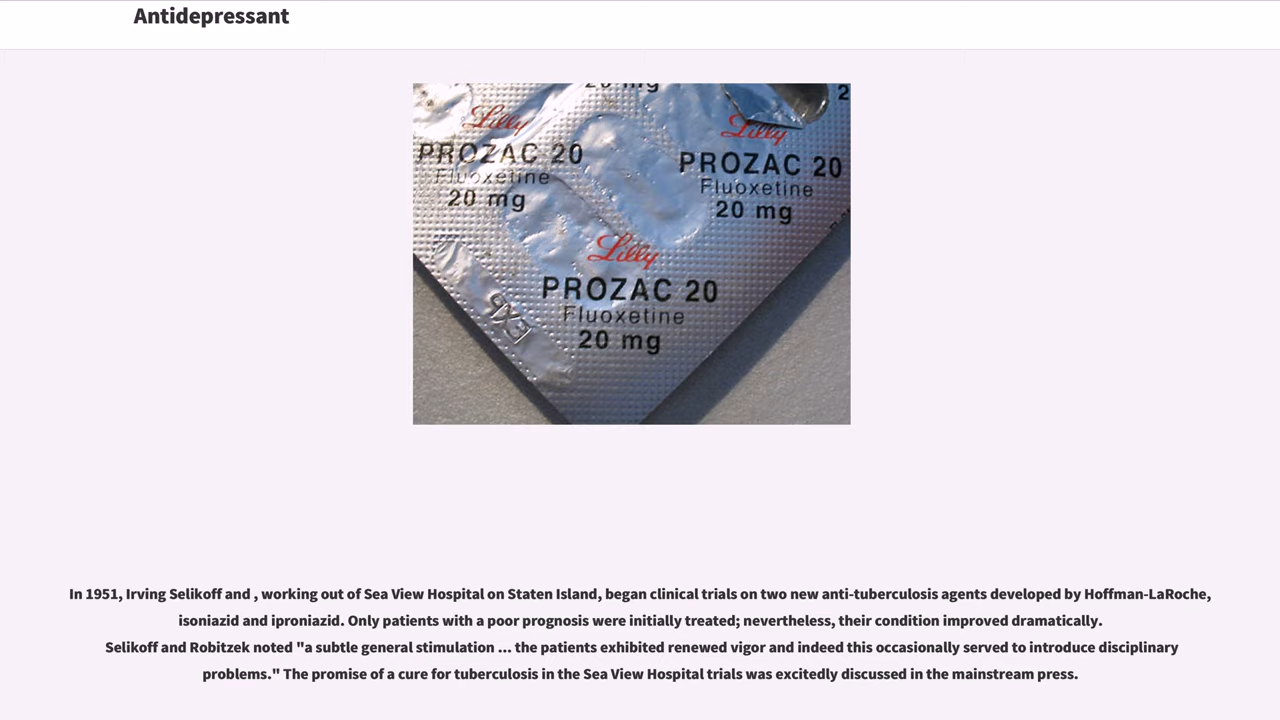 Antidepressant
20 mg
Lilly
PROZAC 20
Fluoxetine
20 mg
2
Lilly
PROZAC 20
Fluoxetine
20 mg
Lilly
PROZAC 20
Fluoxetine
20 mg
EXP
In 1951, Irving Selikoff and , working out of Sea View Hospital on Staten Island, began clinical trials on two new anti-tuberculosis agents developed by Hoffman-LaRoche,
isoniazid and iproniazid. Only patients with a poor prognosis were initially treated; nevertheless, their condition improved dramatically.
Selikoff and Robitzek noted "a subtle general stimulation ... the patients exhibited renewed vigor and indeed this occasionally served to introduce disciplinary
problems." The promise of a cure for tuberculosis in the Sea View Hospital trials was excitedly discussed in the mainstream press.